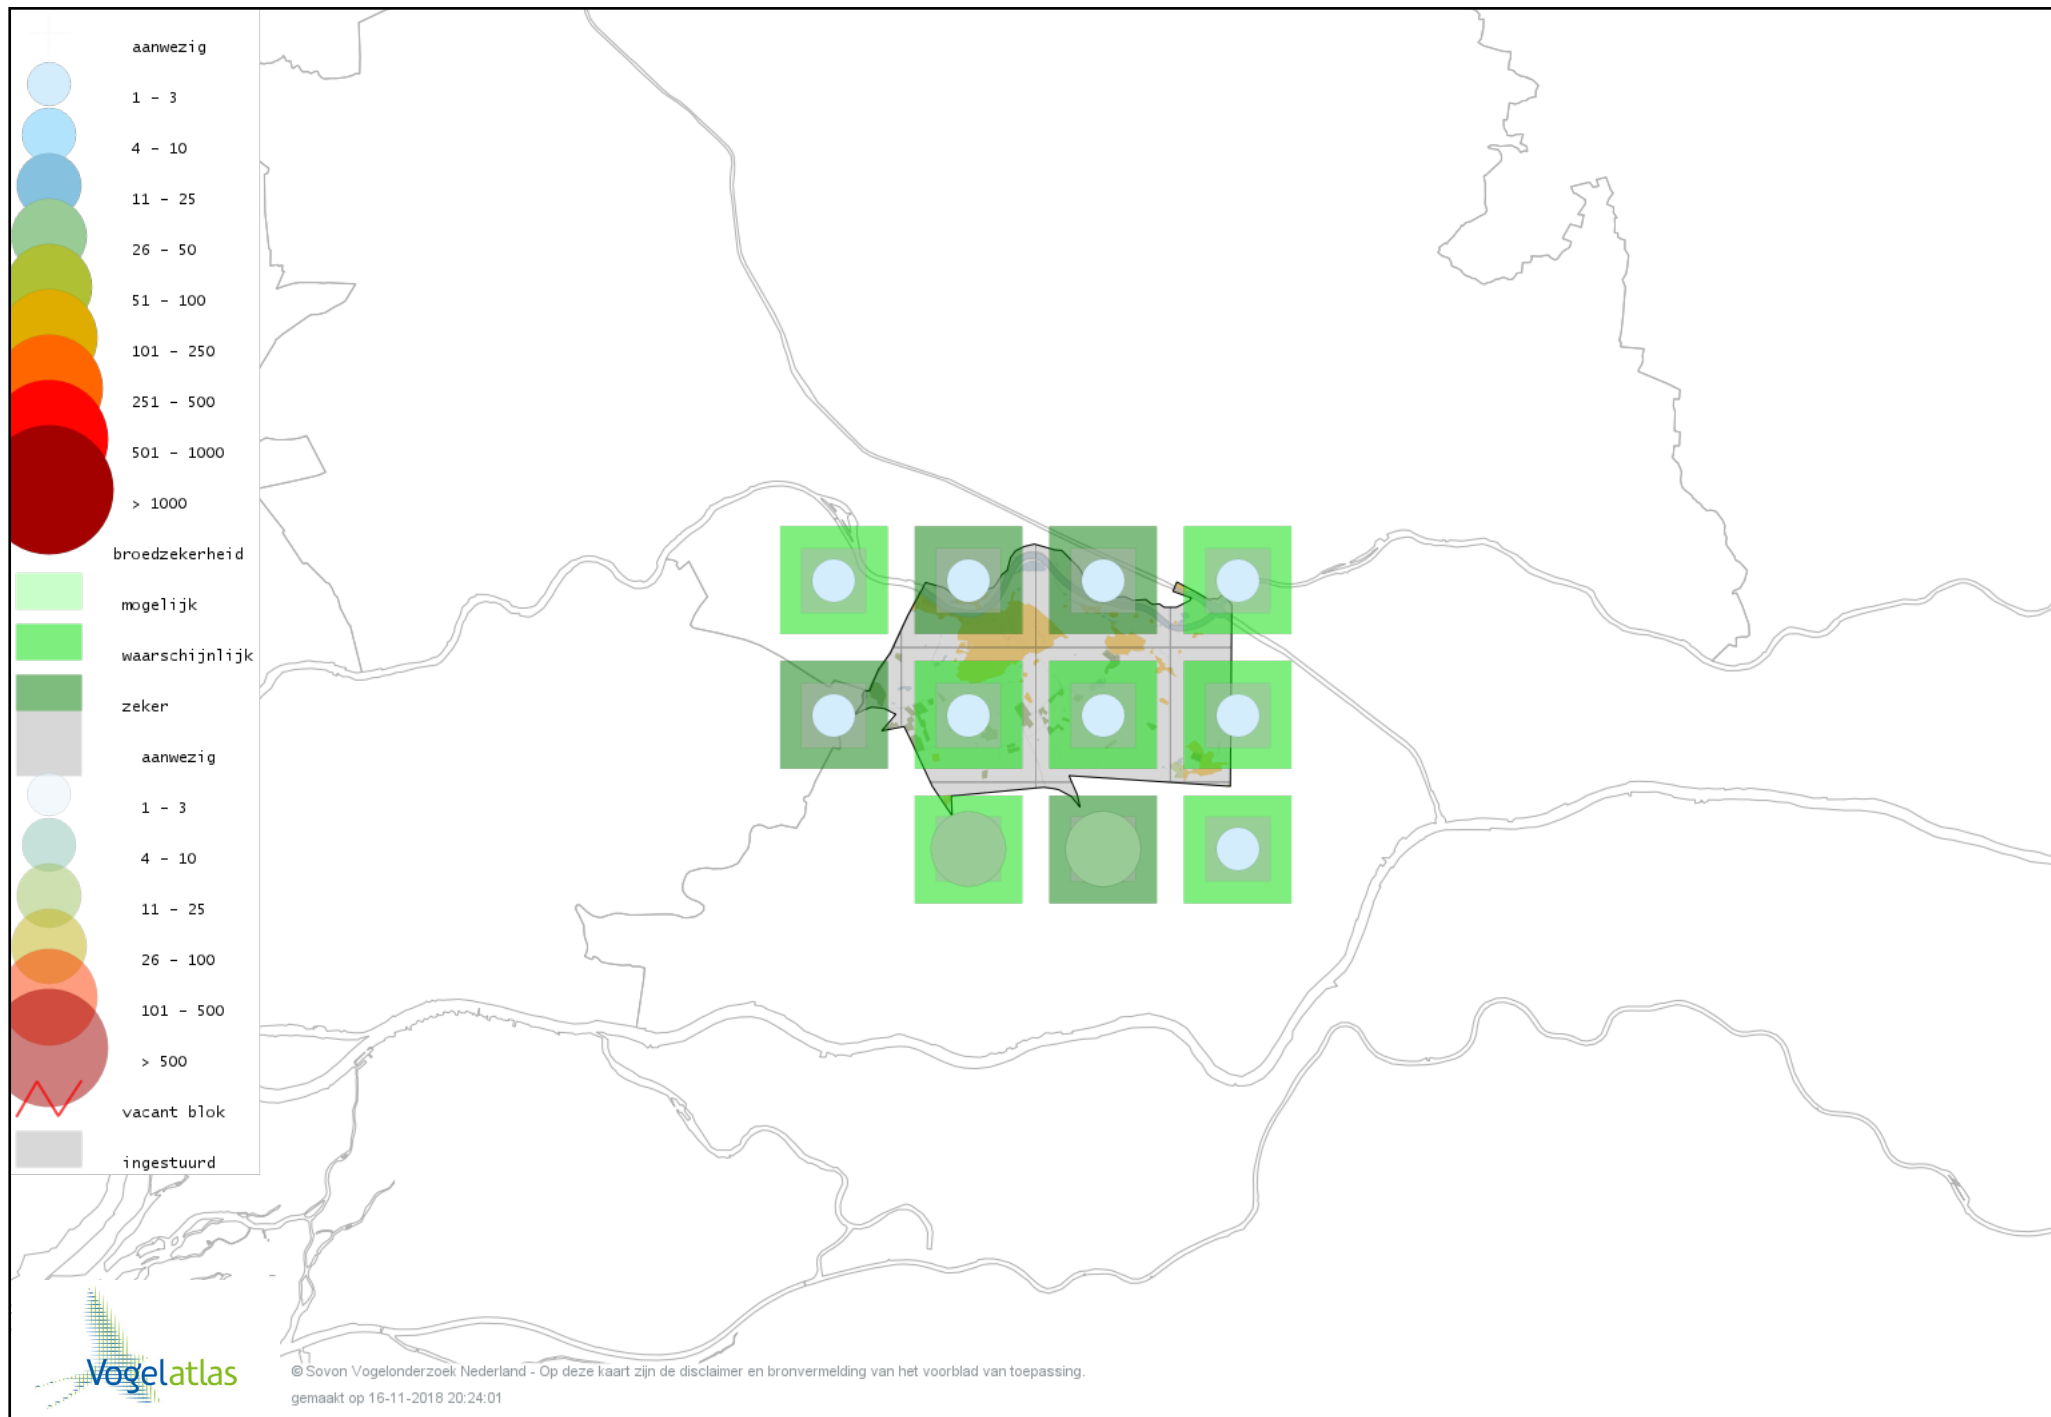 aanwezig
1 - 3
4 - 10
11 - 25
26 - 50
51 - 100
101 - 250
251 - 500
501 - 1000
> 1000
broedzekerheid
mogelijk
waarschijnlijk
zeker
aanwezig
1 - 3
4 - 10
11 - 25
26 - 100
101 - 500
> 500
vacant blok
ingestuurd
Vogelatlas
© Sovon Vogelonderzoek Nederland - Op deze kaart zijn de disclaimer en bronvermelding van het voorblad van toepassing.
gemaakt op 16-11-2018 20:24:01